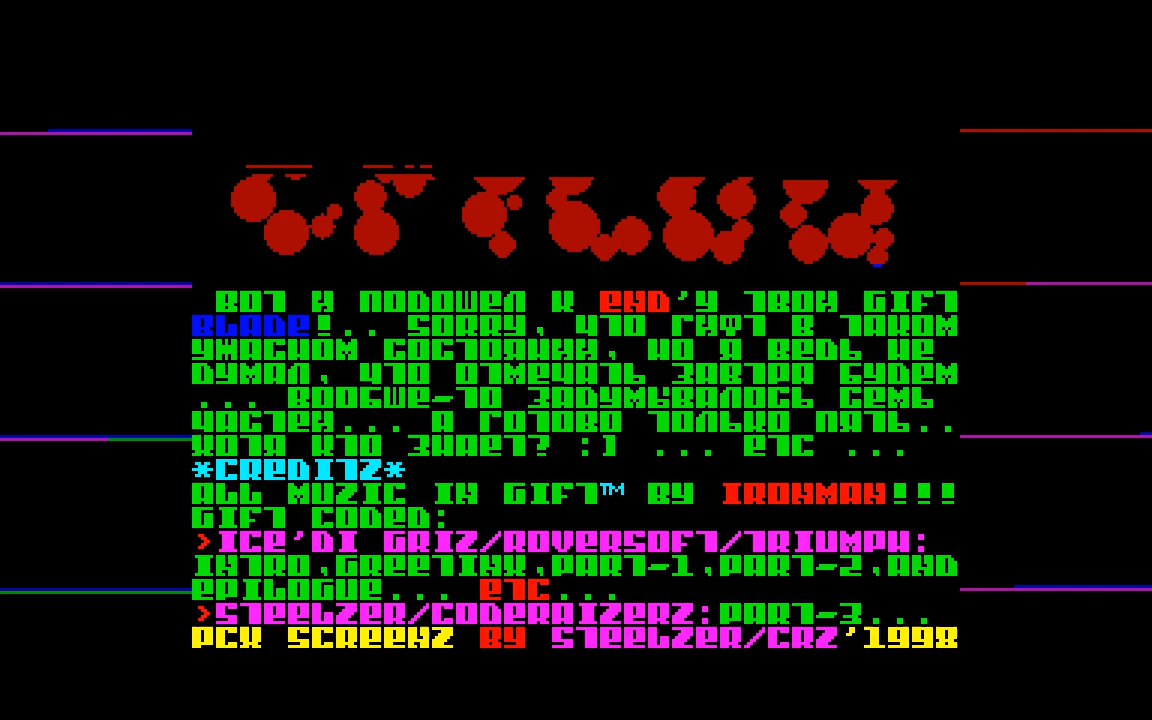 ВОТ И ПОДОШЕЛ К END'У ТВОЙ GIFT
BLADE!.. SORRY, ЧТО ГИФТ В ТАКОМ
УЖАСНОМ СОСТОЯНИИ, НО Я ВЕДЬ НЕ
ДУМАЛ, ЧТО ОТМЕЧАТЬ ЗАВТРА БУДЕМ
... ВООБЩЕ-ТО ЗАДУМЫВАЛОСЬ СЕМЬ
ЧАСТЕЙ... А ГОТОВО ТОЛЬКО ПЯТЬ..
ХОТЯ КТО ЗНАЕТ? :) ... ETC ...
*CREDITZ*
ALL MUZIC IN GIFT™ BY IRONMAN!!!
GIFT CODED:
>ICE'DI GRIZ/ROVERSOFT/TRIUMPH:
INTRO,GREETINX,PART-1,PART-2,AND
EPILOGUE... ETC...
>STEELZER/CODERAIZERZ:PART-3...
PCX SCREENZ BY STEELZER/CRZ'1998